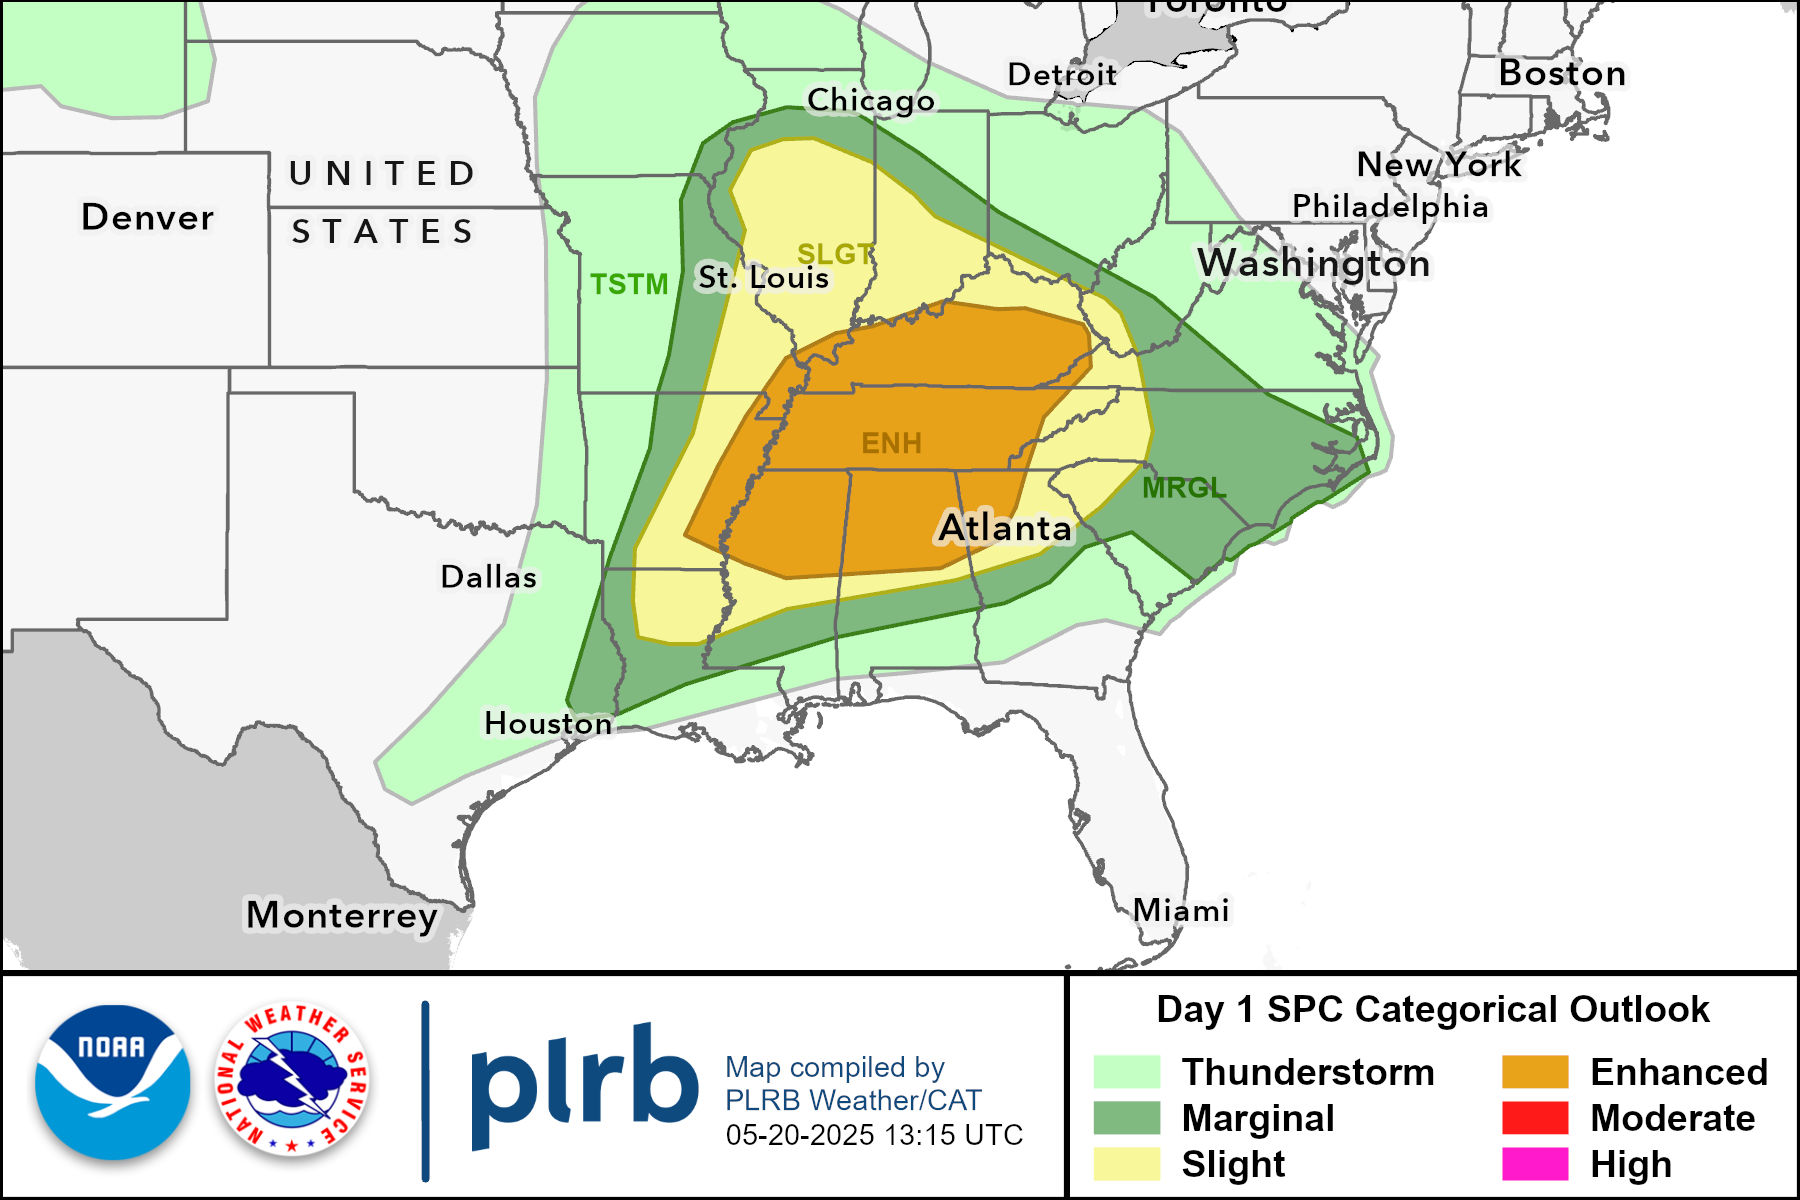 Toronto
Detroit
Boston
Chicago
New York
UNITED
Philadelphia
Denver
STATES
SLGT
Washington
TSTM
St. Louis
ENH
MRGL
Atlanta
Dallas
Houston
Monterrey
Miami
NOAA
NATIONAL WEATHER SERVICE
plrb
Map compiled by
PLRB Weather/CAT
05-20-2025 13:15 UTC
Day 1 SPC Categorical Outlook
Thunderstorm
Marginal
Slight
Enhanced
Moderate
High